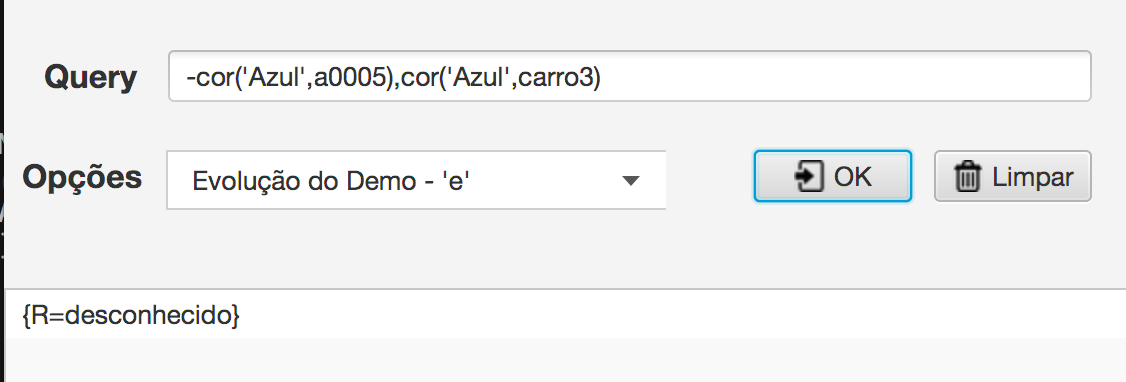 Query
-cor('Azul',a0005),cor('Azul',carro3)
Opções
Evolução do Demo - 'e'
OK
Limpar
{R=desconhecido}